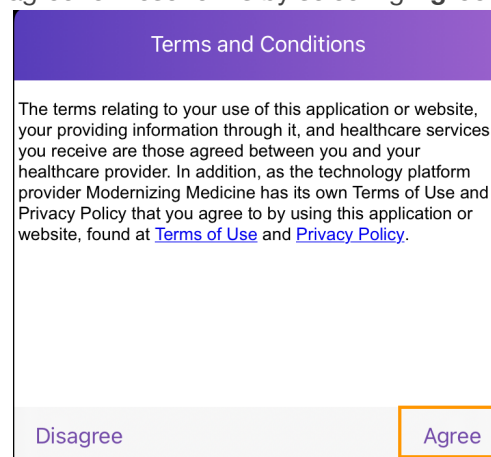 Terms and Conditions
The terms relating to your use of this application or website,
your providing information through it, and healthcare services
you receive are those agreed between you and your
healthcare provider. In addition, as the technology platform
provider Modernizing Medicine has its own Terms of Use and
Privacy Policy that you agree to by using this application or
website, found at Terms of Use and Privacy Policy.
Disagree Agree